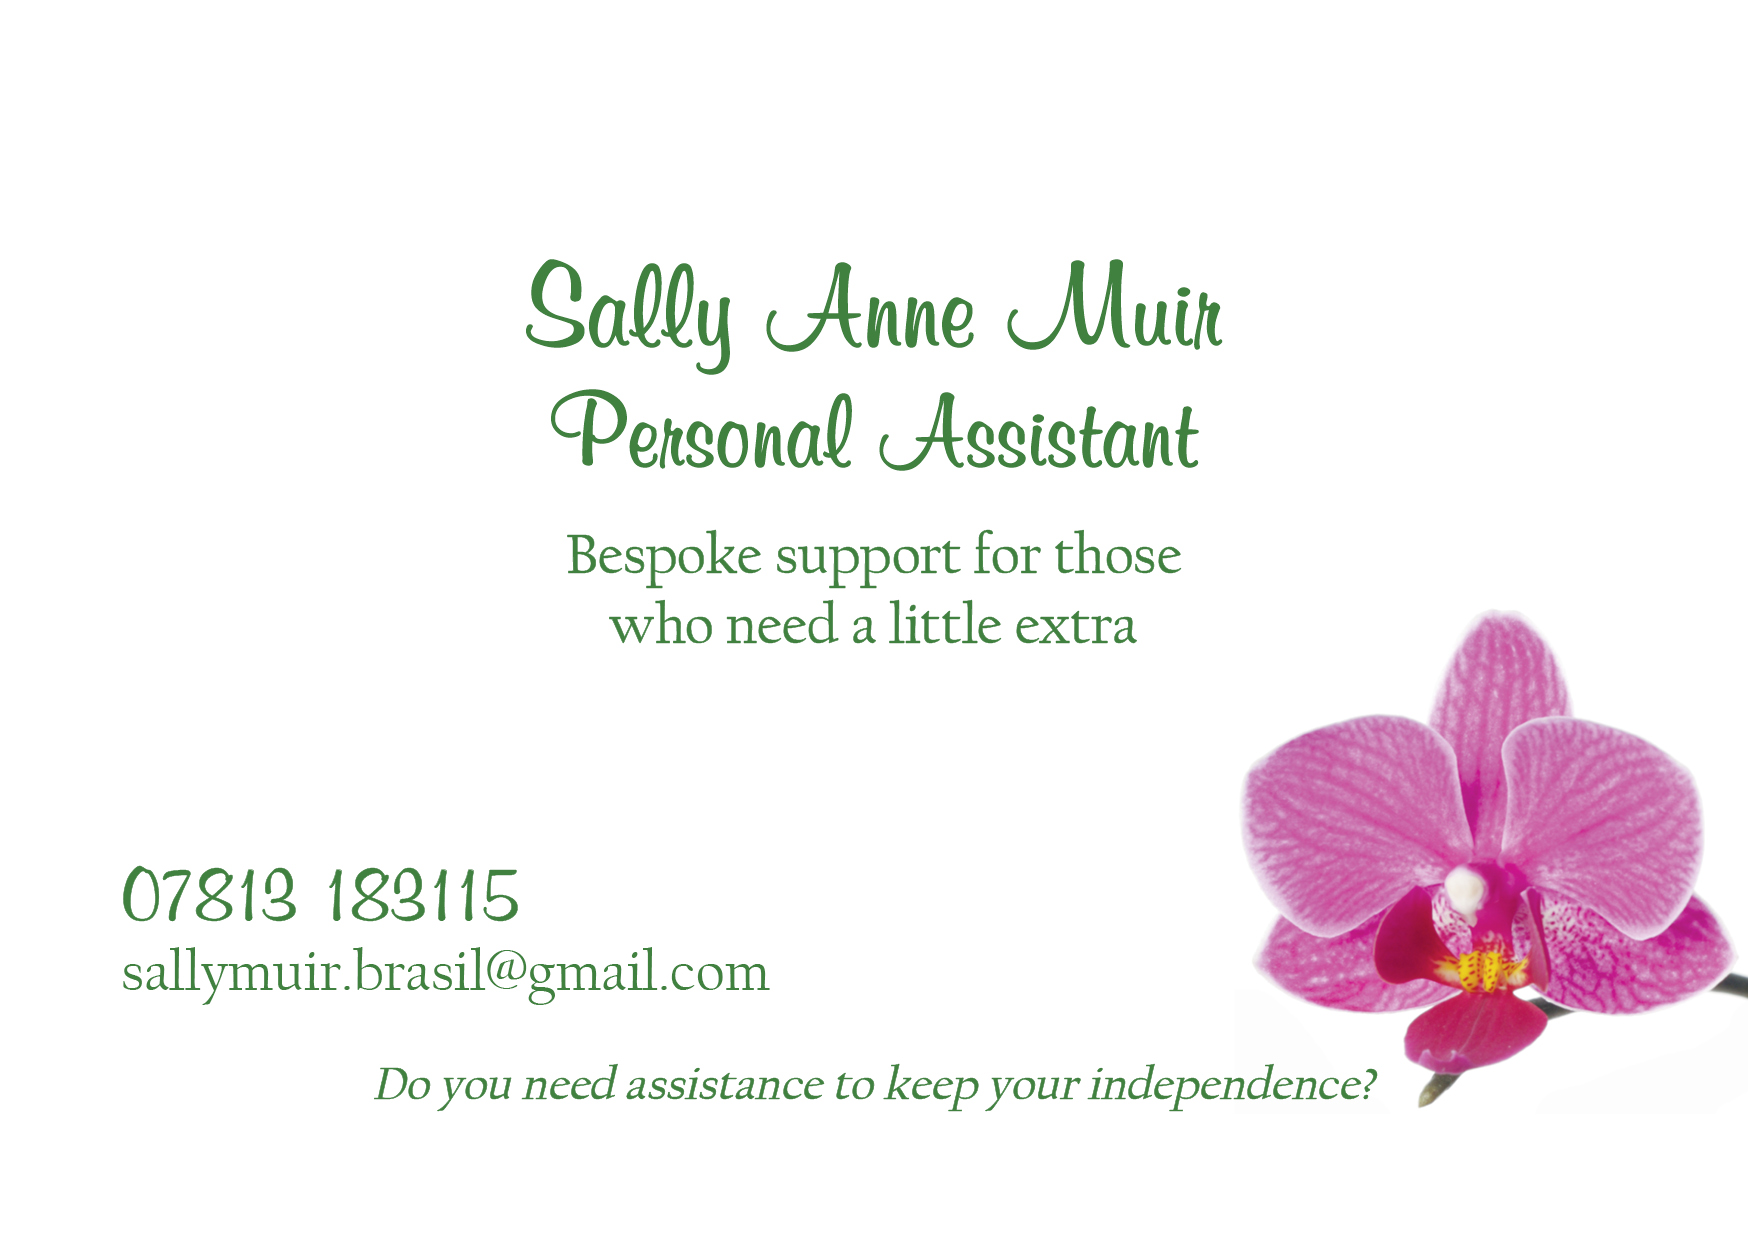 Sally Anne Muir
Personal Assistant
Bespoke support for those
who need a little extra
07813 183115
sallymuir.brasil@gmail.com
Do you need assistance to keep your independence?